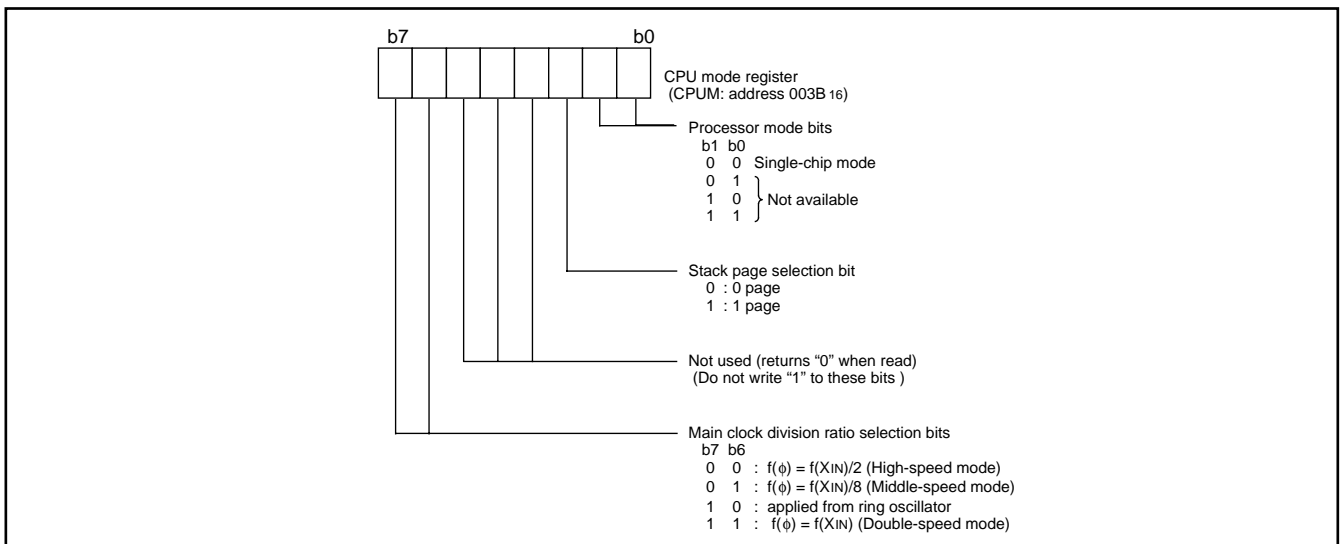 b7 b0
CPU mode register
(CPUM: address 003B 16)
Processor mode bits
b1 b0
0 0 Single-chip mode
0 1
1 0 Not available
1 1
Stack page selection bit
0 : 0 page
1 : 1 page
Not used (returns “0” when read)
(Do not write “1” to these bits )
Main clock division ratio selection bits
b7 b6
0 0 : f(φ) = f(XIN)/2 (High-speed mode)
0 1 : f(φ) = f(XIN)/8 (Middle-speed mode)
1 0 : applied from ring oscillator
1 1 : f(φ) = f(XIN) (Double-speed mode)